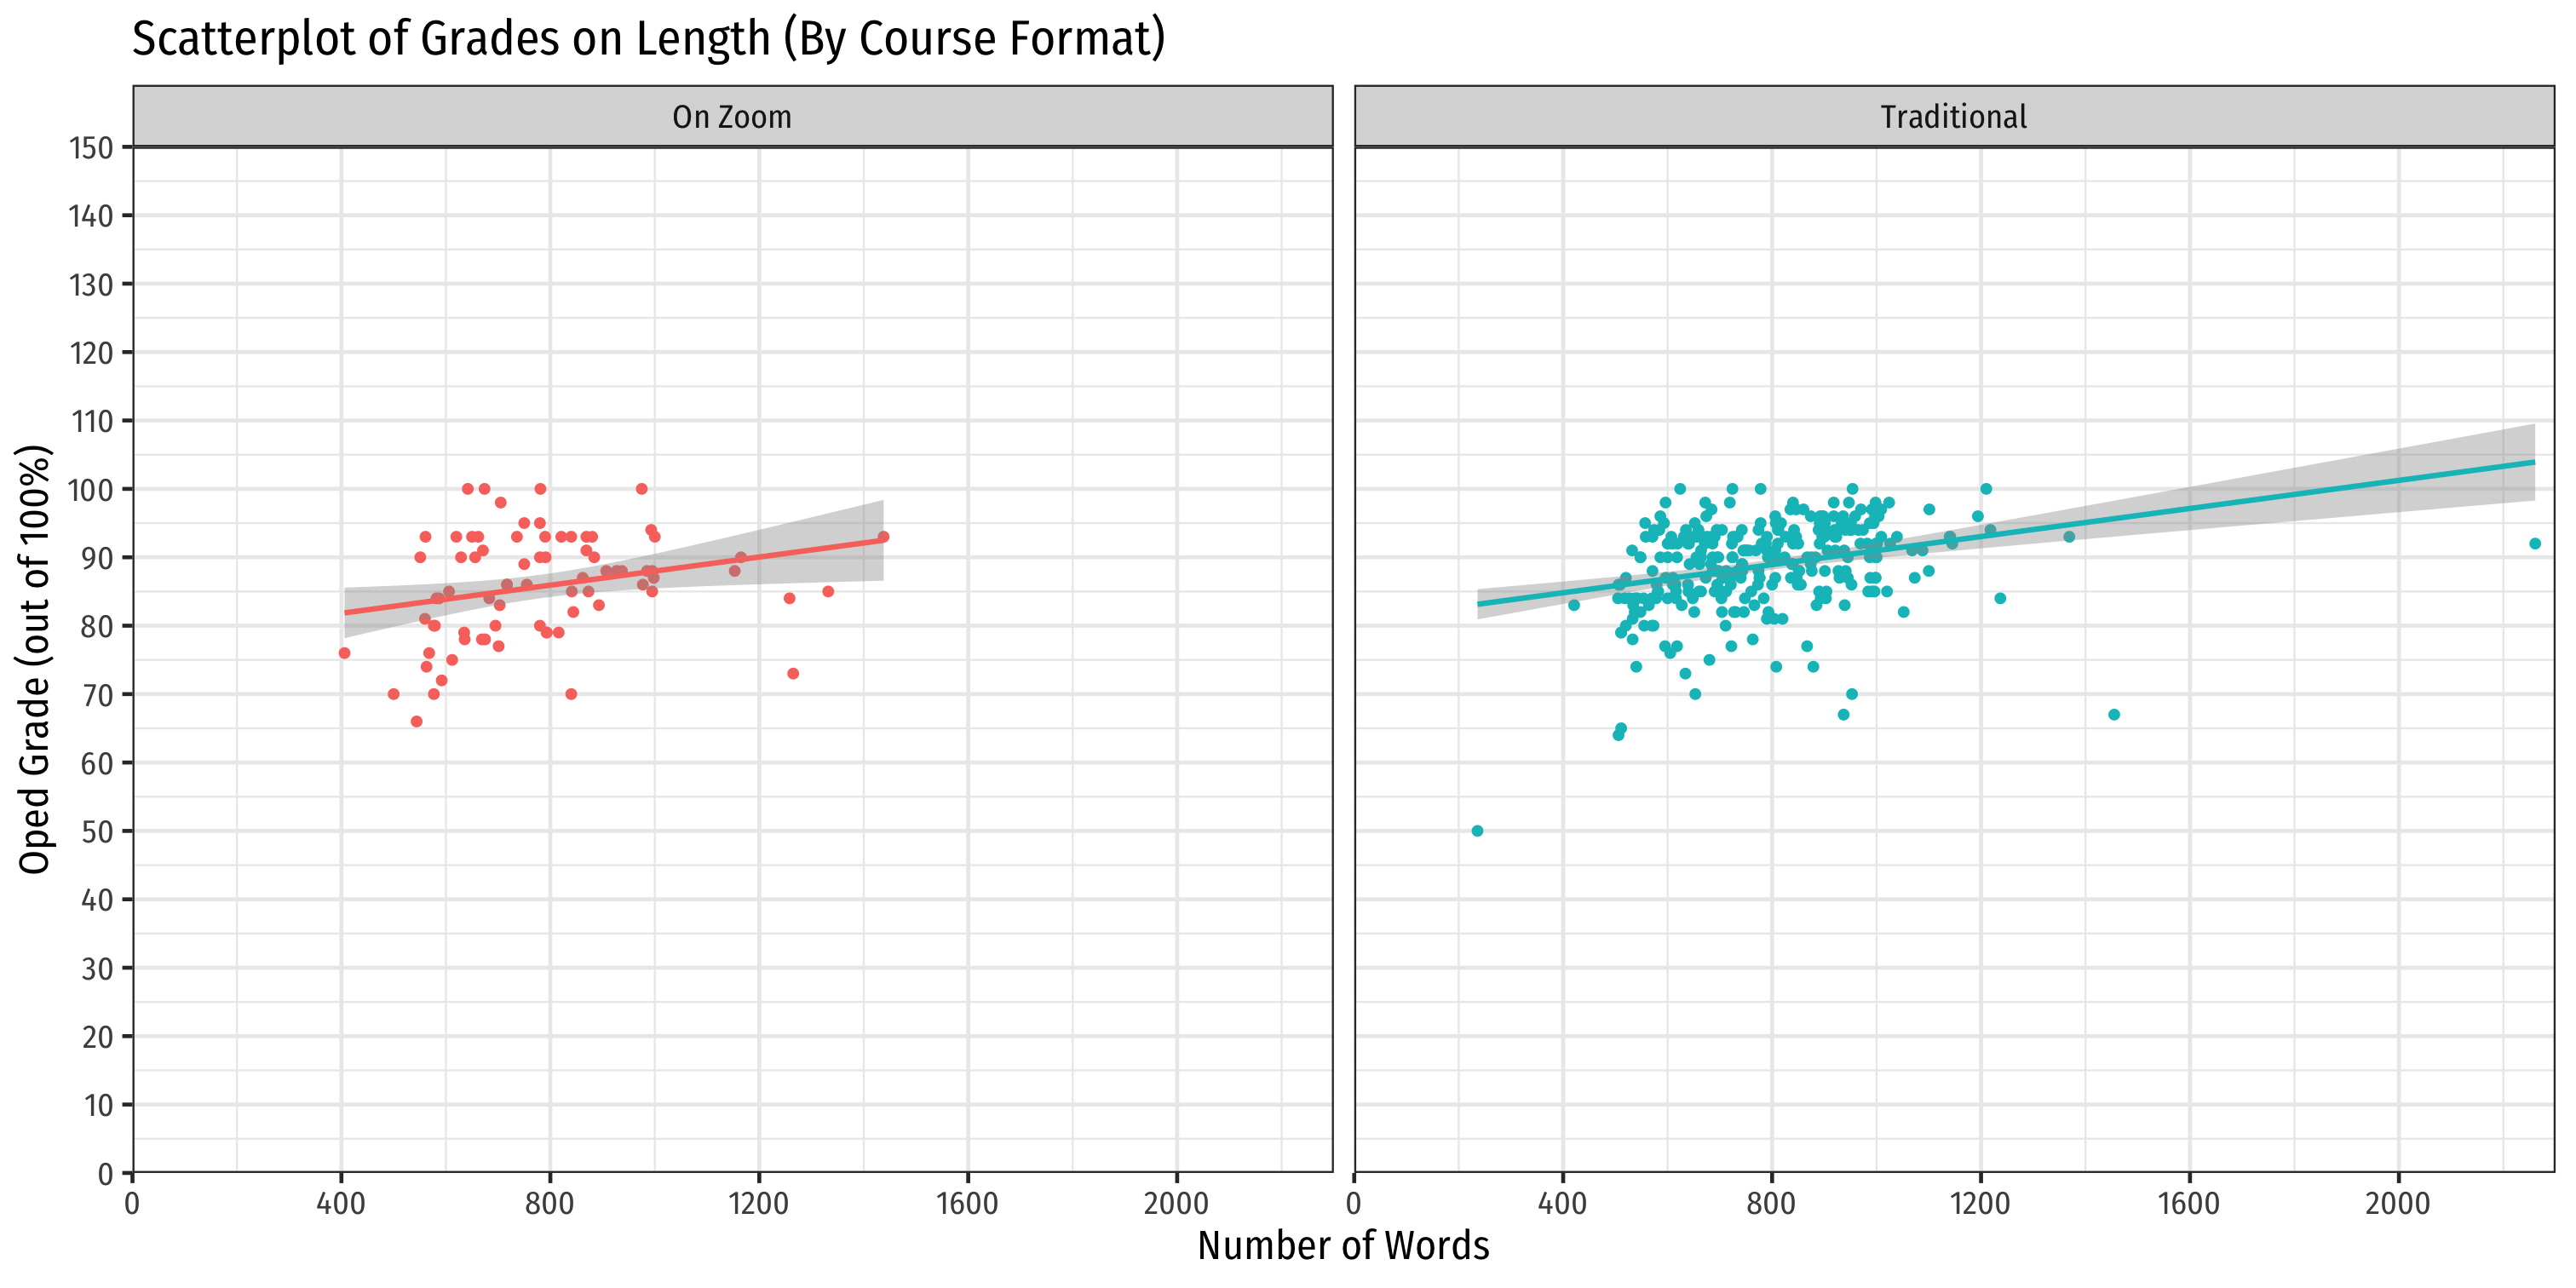 Scatterplot of Grades on Length (By Course Format)
On Zoom
Traditional
150
140
130
120
110
100
90
80
70
60
50
40
30
20
10
0
Oped Grade (out of 100%)
0 400 800 1200 1600 2000
0 400 800 1200 1600 2000
Number of Words